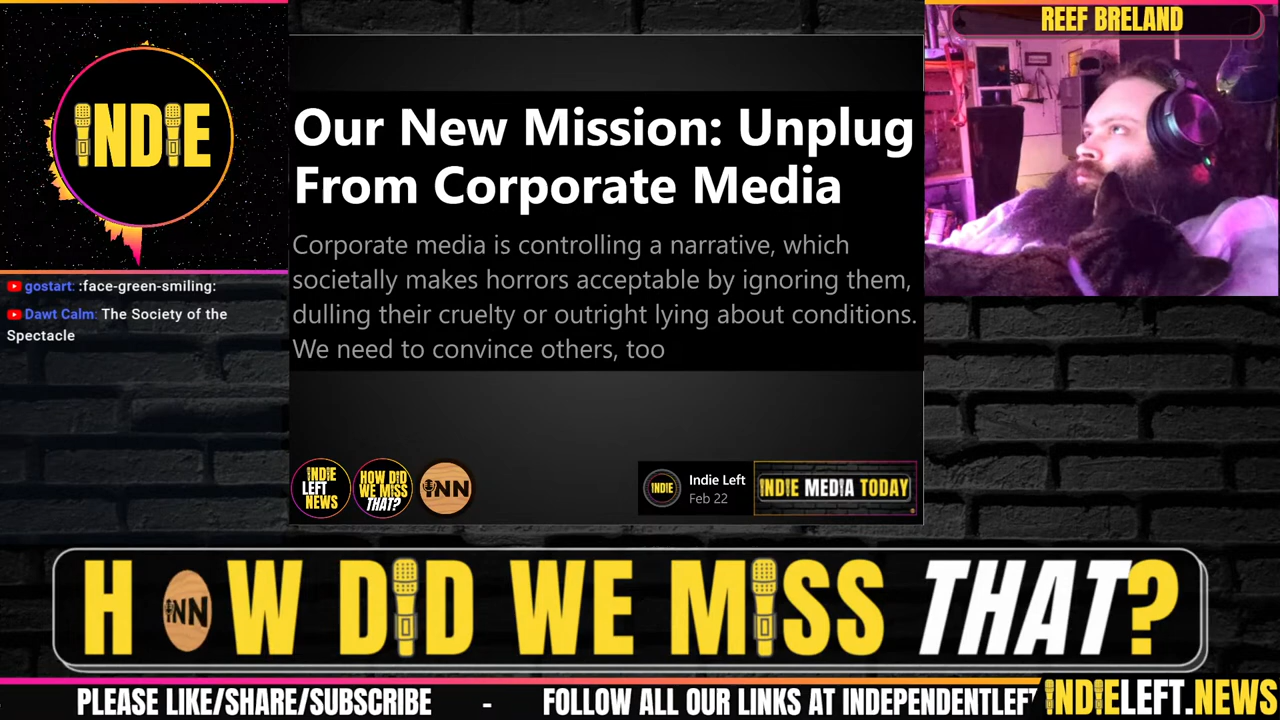 REEF BRELAND
INDIE
Our New Mission: Unplug
From Corporate Media
Corporate media is controlling a narrative, which
societally makes horrors acceptable by ignoring them,
dulling their cruelty or outright lying about conditions.
We need to convince others, too
gostart: :face-green-smiling:
Dawt Calm: The Society of the
Spectacle
INDIE
LEFT
NEWS
HOW DID
WE MISS
THAT?
INN
INDIE
Indie Left
Feb 22
INDIE MEDIA TODAY
HOW DID WE MISS THAT?
INN
PLEASE LIKE/SHARE/SUBSCRIBE - FOLLOW ALL OUR LINKS AT INDEPENDENTLEF
INDIELEFT.NEWS